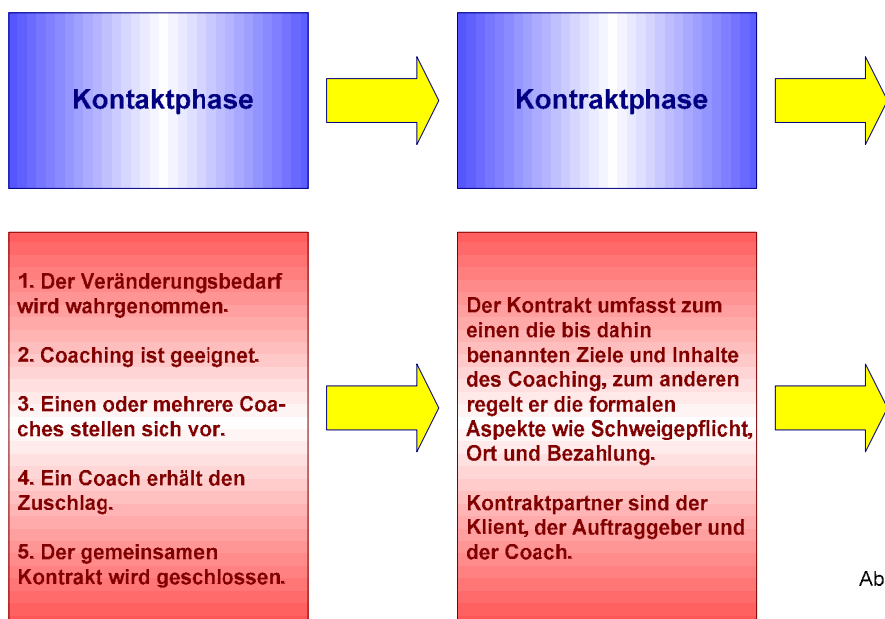 Kontaktphase
Kontraktphase
1. Der Veränderungsbedarf
wird wahrgenommen.
2. Coaching ist geeignet.
3. Einen oder mehrere Coa-
ches stellen sich vor.
4. Ein Coach erhält den
Zuschlag.
5. Der gemeinsamen
Kontrakt wird geschlossen.
Der Kontrakt umfasst zum
einen die bis dahin
benannten Ziele und Inhalte
des Coaching, zum anderen
regelt er die formalen
Aspekte wie Schweigepflicht,
Ort und Bezahlung.
Kontraktpartner sind der
Klient, der Auftraggeber und
der Coach.
Ab